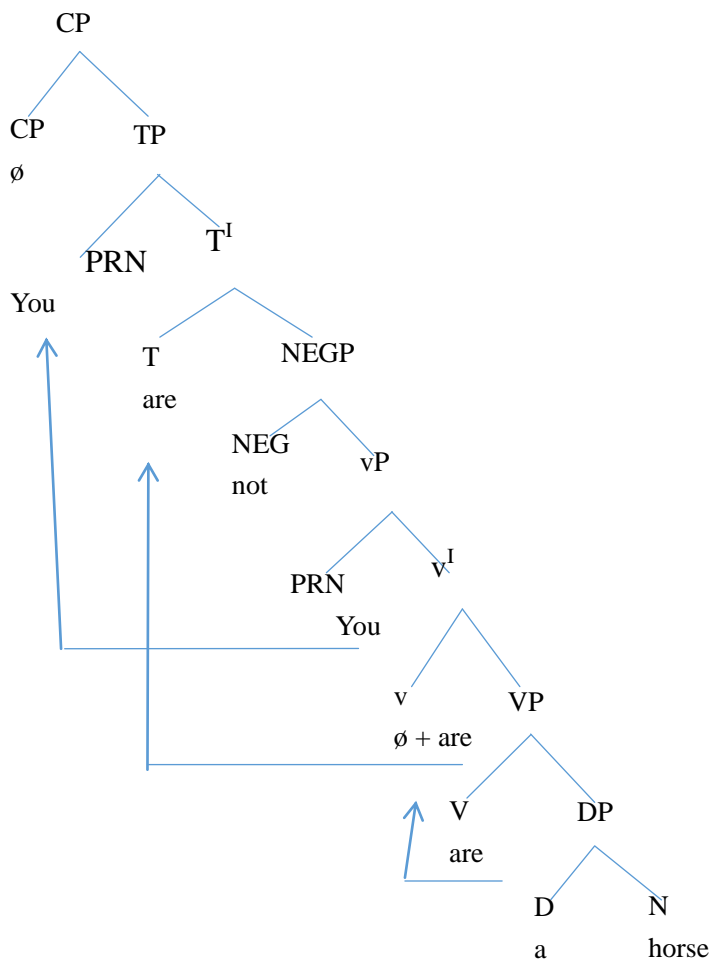 CP
CP TP
ø
PRN T^I
You
T NEGP
are
NEG vP
not
PRN v^I
You
v VP
ø + are
V DP
are
D N
a horse